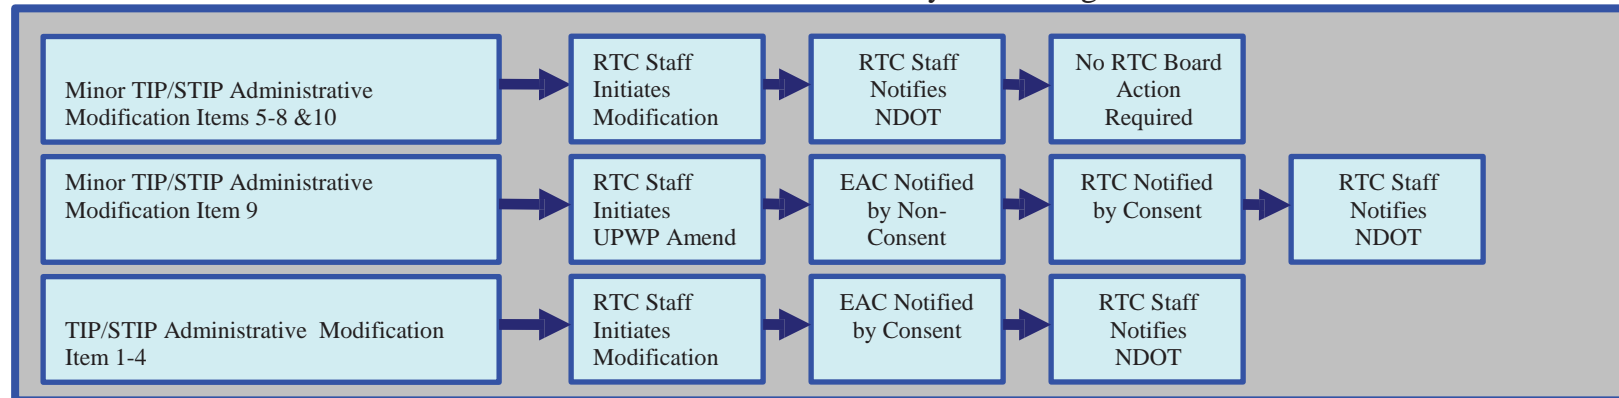 Minor TIP/STIP Administrative
Modification Items 5-8 &10
RTC Staff
Initiates
Modification
RTC Staff
Notifies
NDOT
No RTC Board
Action
Required
Minor TIP/STIP Administrative
Modification Item 9
RTC Staff
Initiates
UPWP Amend
EAC Notified
by Non-
Consent
RTC Notified
by Consent
RTC Staff
Notifies
NDOT
TIP/STIP Administrative  Modification
Item 1-4
RTC Staff
Initiates
Modification
EAC Notified
by Consent
RTC Staff
Notifies
NDOT